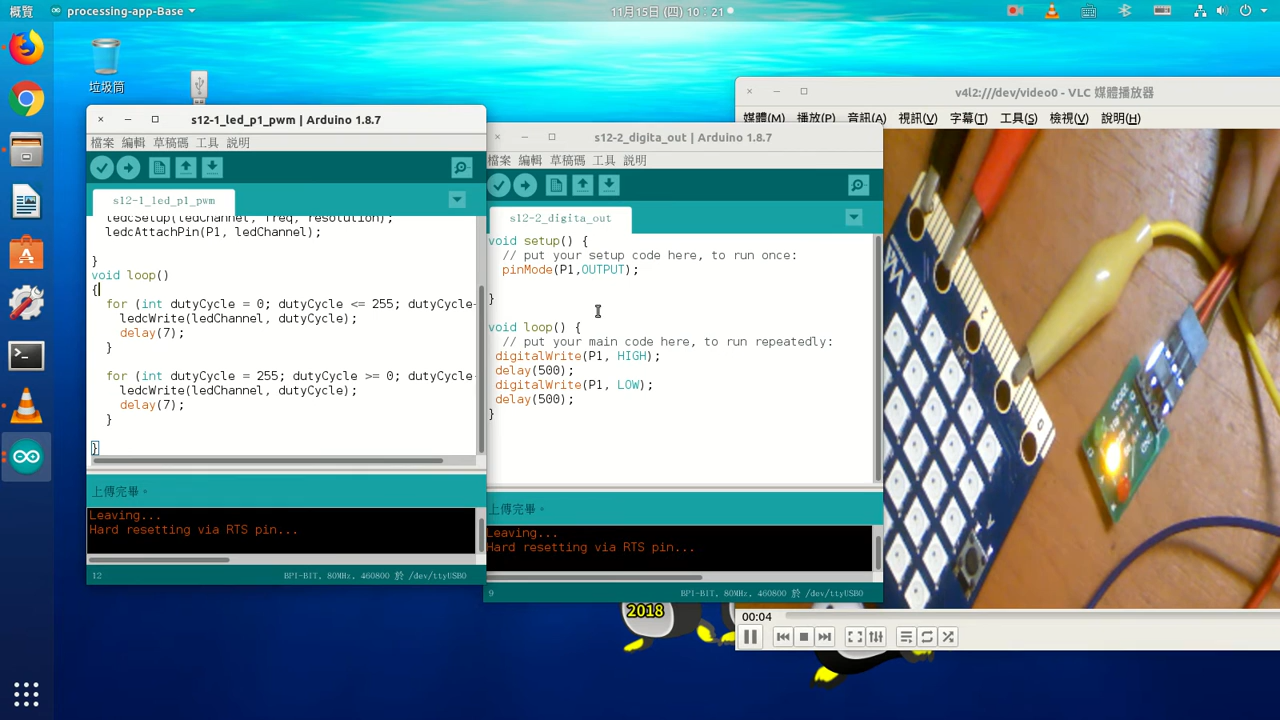 概覽
processing-app-Base
11月15日 (四) 10：21
垃圾筒
s12-1_led_p1_pwm | Arduino 1.8.7
檔案 編輯 草稿碼 工具 説明
s12-1_led_p1_pwm
ledcSetup(ledChannel, freq, resolution);
ledcAttachPin(P1, ledChannel);
}
void loop()
{
for (int dutyCycle = 0; dutyCycle <= 255; dutyCycle
ledcWrite(ledChannel, dutyCycle);
delay(7);
}
for (int dutyCycle = 255; dutyCycle >= 0; dutyCycle-
ledcWrite(ledChannel, dutyCycle);
delay(7);
}
}
上傳完畢。
Leaving...
Hard resetting via RTS pin...
12
BPI-BIT, 80MHz, 460800 於 /dev/ttyUSB0
s12-2_digita_out | Arduino 1.8.7
檔案 編輯 草稿碼 工具 説明
s12-2_digita_out
void setup() {
// put your setup code here, to run once:
pinMode(P1,OUTPUT);
}
void loop() {
// put your main code here, to run repeatedly:
digitalWrite(P1, HIGH);
delay(500);
digitalWrite(P1, LOW);
delay(500);
}
上傳完畢。
Leaving...
Hard resetting via RTS pin...
9
BPI-BIT, 80MHz, 460800 於 /dev/ttyUSB0
v4l2:///dev/video0 - VLC 媒體播放器
媒體(M) 播放(P) 音訊(A) 視訊(V) 字幕(T) 工具(S) 檢視(V) 說明(H)
00:04
2018